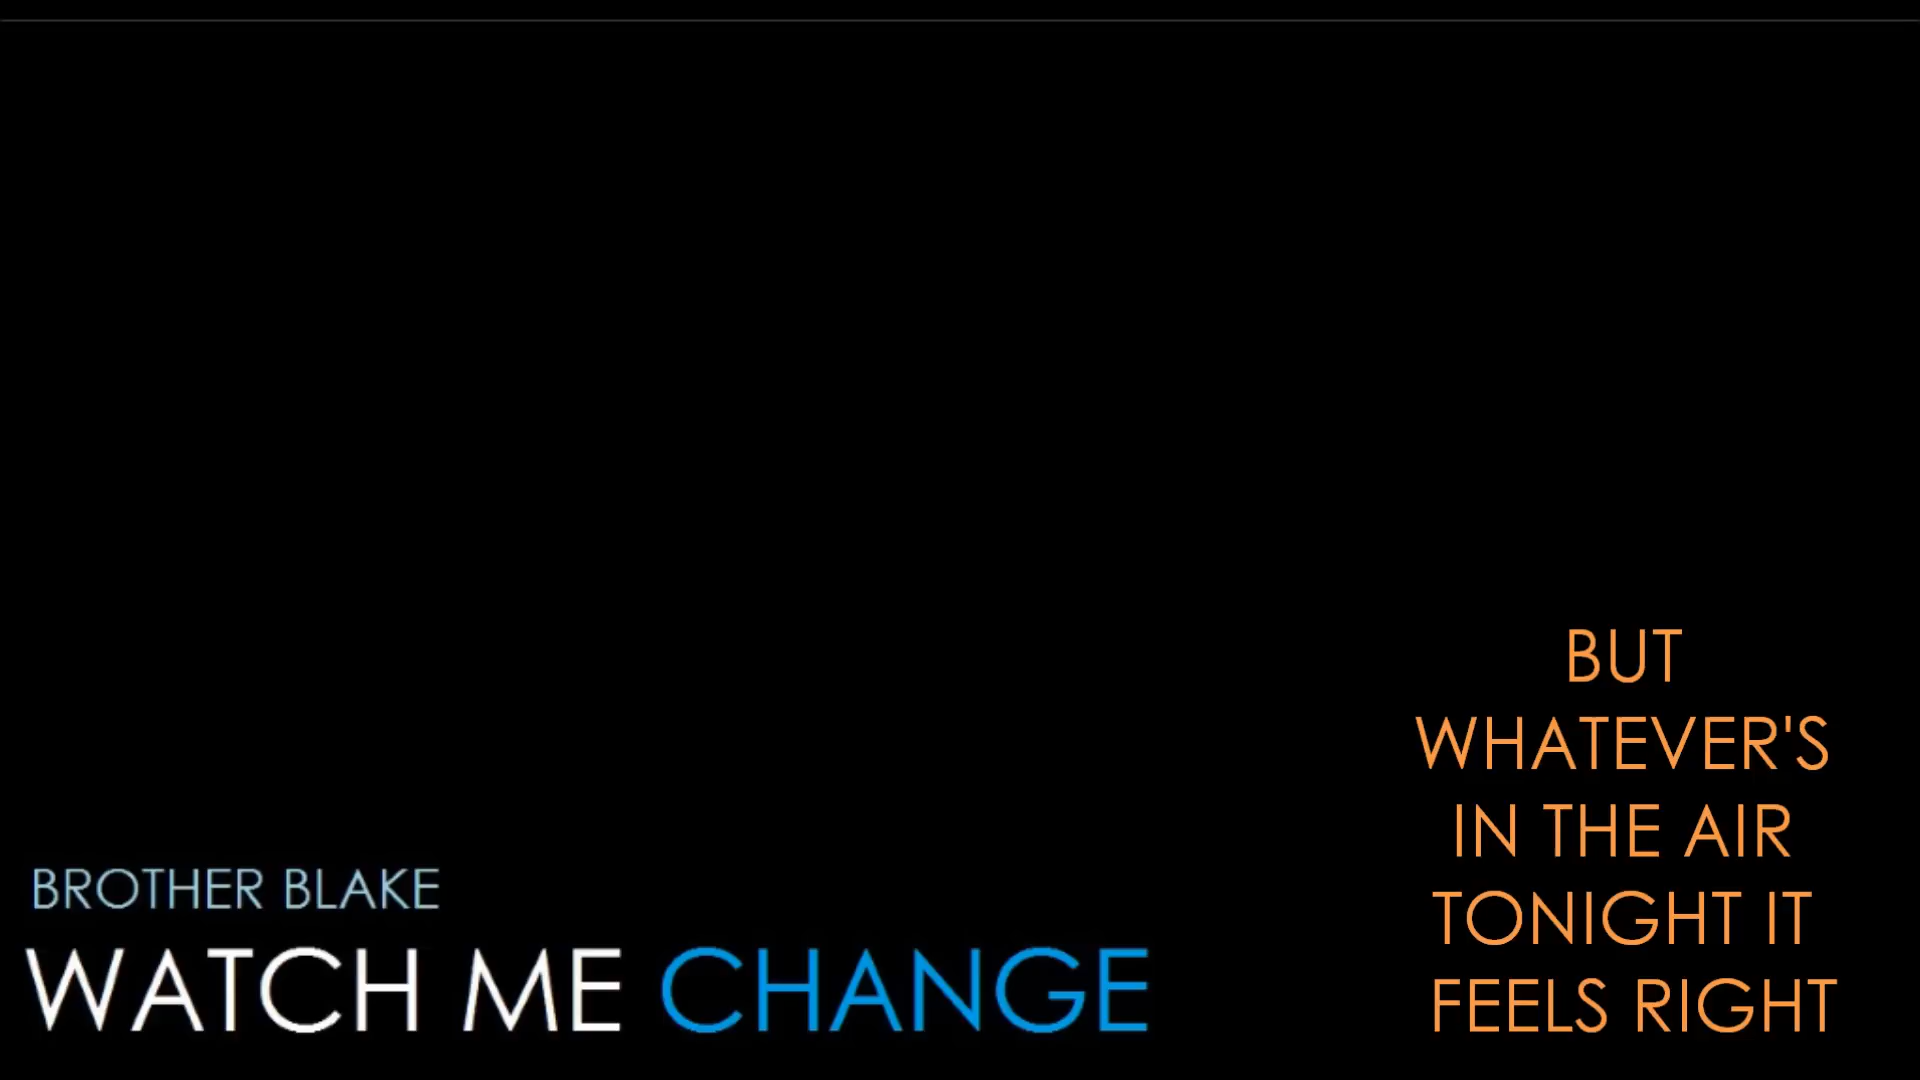 BROTHER BLAKE
WATCH ME CHANGE
BUT
WHATEVER'S
IN THE AIR
TONIGHT IT
FEELS RIGHT